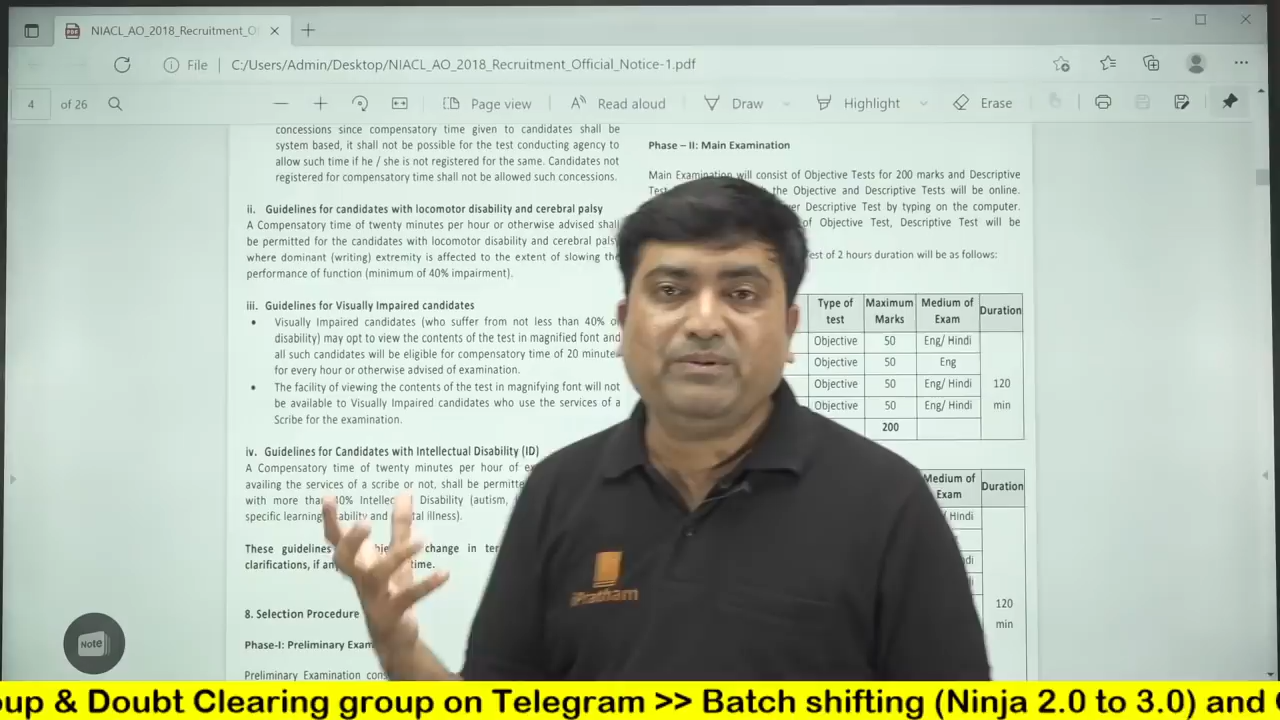 NIACL_AO_2018_Recruitment_O
File
C:/Users/Admin/Desktop/NIACL_AO_2018_Recruitment_Official_Notice-1.pdf
4 of 26
Page view
Read aloud
Draw
Highlight
Erase
concessions since compensatory time given to candidates shall be
system based, it shall not be possible for the test conducting agency to
allow such time if he / she is not registered for the same. Candidates not
registered for compensatory time shall not be allowed such concessions.
ii. Guidelines for candidates with locomotor disability and cerebral palsy
A Compensatory time of twenty minutes per hour or otherwise advised shall
be permitted for the candidates with locomotor disability and cerebral palsy
where dominant (writing) extremity is affected to the extent of slowing the
performance of function (minimum of 40% impairment).
iii. Guidelines for Visually Impaired candidates
• Visually Impaired candidates (who suffer from not less than 40% o
disability) may opt to view the contents of the test in magnified font and
all such candidates will be eligible for compensatory time of 20 minute
for every hour or otherwise advised of examination.
• The facility of viewing the contents of the test in magnifying font will not
be available to Visually Impaired candidates who use the services of a
Scribe for the examination.
iv. Guidelines for Candidates with Intellectual Disability (ID)
A Compensatory time of twenty minutes per hour of
availing the services of a scribe or not, shall be permitte
with more than 40% Intellec Disability (autism,
specific learning ability and tal illness).
These guidelines change in
clarifications, if time.
8. Selection Procedure
Phase-I: Preliminary Exam
Preliminary Examination cons
Phase – II: Main Examination
Main Examination will consist of Objective Tests for 200 marks and Descriptive
the Objective and Descriptive Tests will be online.
Descriptive Test by typing on the computer.
of Objective Test, Descriptive Test will be
est of 2 hours duration will be as follows:
Type of test Maximum Marks Medium of Exam Duration
Objective 50 Eng/ Hindi
Objective 50 Eng
Objective 50 Eng/ Hindi 120
Objective 50 Eng/ Hindi min
200
Medium of Exam Duration
Hindi
120
min
Note
iPratham
oup & Doubt Clearing group on Telegram >> Batch shifting (Ninja 2.0 to 3.0) and